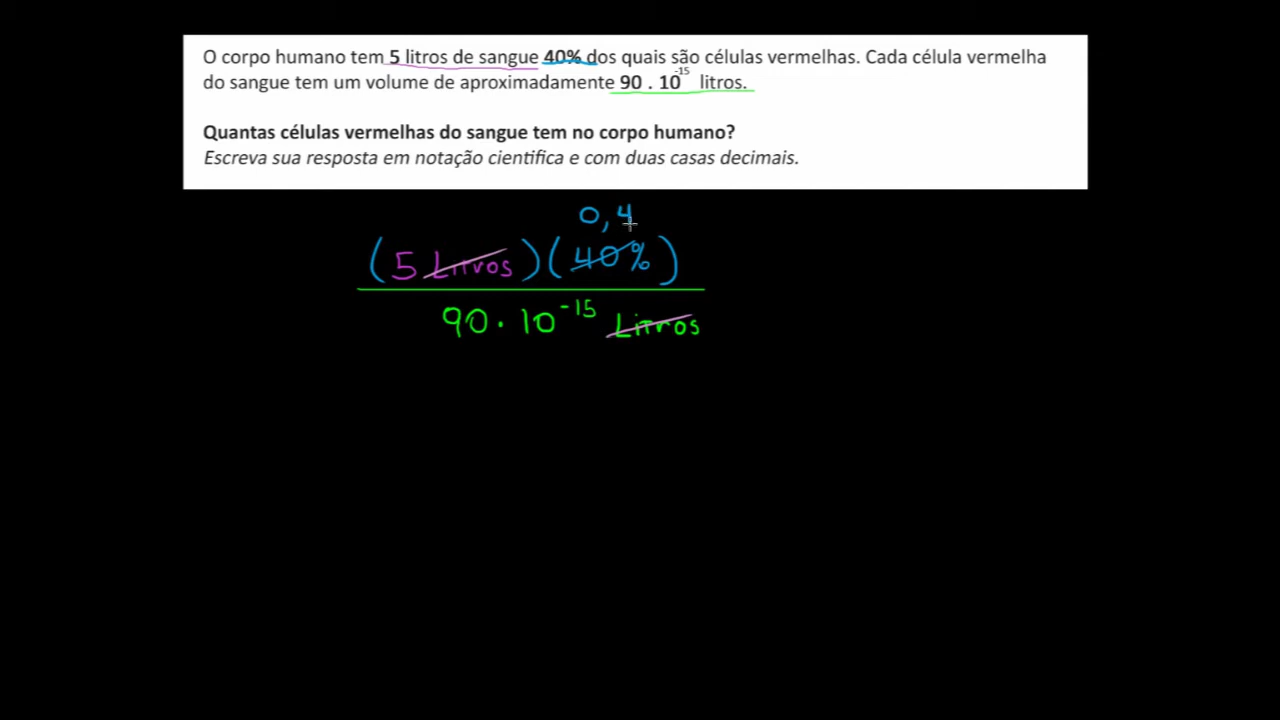 O corpo humano tem 5 litros de sangue 40% dos quais são células vermelhas. Cada célula vermelha
do sangue tem um volume de aproximadamente 90 . 10^-15 litros.
Quantas células vermelhas do sangue tem no corpo humano?
Escreva sua resposta em notação científica e com duas casas decimais.
0,4
(5 Litros)(40%)
90 · 10^-15 Litros